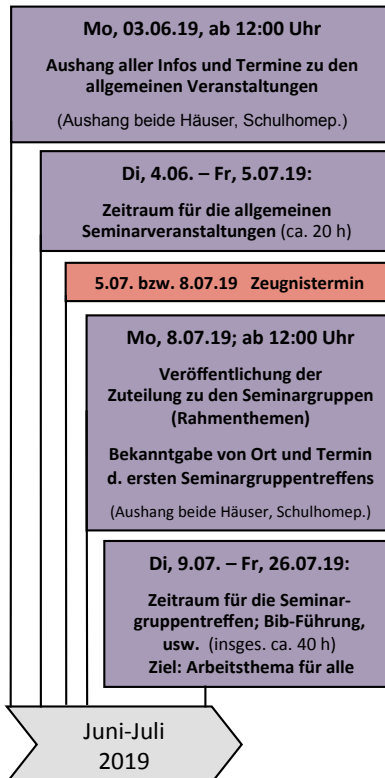 Mo, 03.06.19, ab 12:00 Uhr
Aushang aller Infos und Termine zu den
allgemeinen Veranstaltungen
(Aushang beide Häuser, Schulhomep.)
Di, 4.06. – Fr, 5.07.19:
Zeitraum für die allgemeinen
Seminarveranstaltungen (ca. 20 h)
5.07. bzw. 8.07.19 Zeugnistermin
Mo, 8.07.19; ab 12:00 Uhr
Veröffentlichung der
Zuteilung zu den Seminargruppen
(Rahmenthemen)
Bekanntgabe von Ort und Termin
d. ersten Seminargruppentreffens
(Aushang beide Häuser, Schulhomep.)
Di, 9.07. – Fr, 26.07.19:
Zeitraum für die Seminar-
gruppentreffen; Bib-Führung,
usw. (insges. ca. 40 h)
Ziel: Arbeitsthema für alle
Juni-Juli
2019